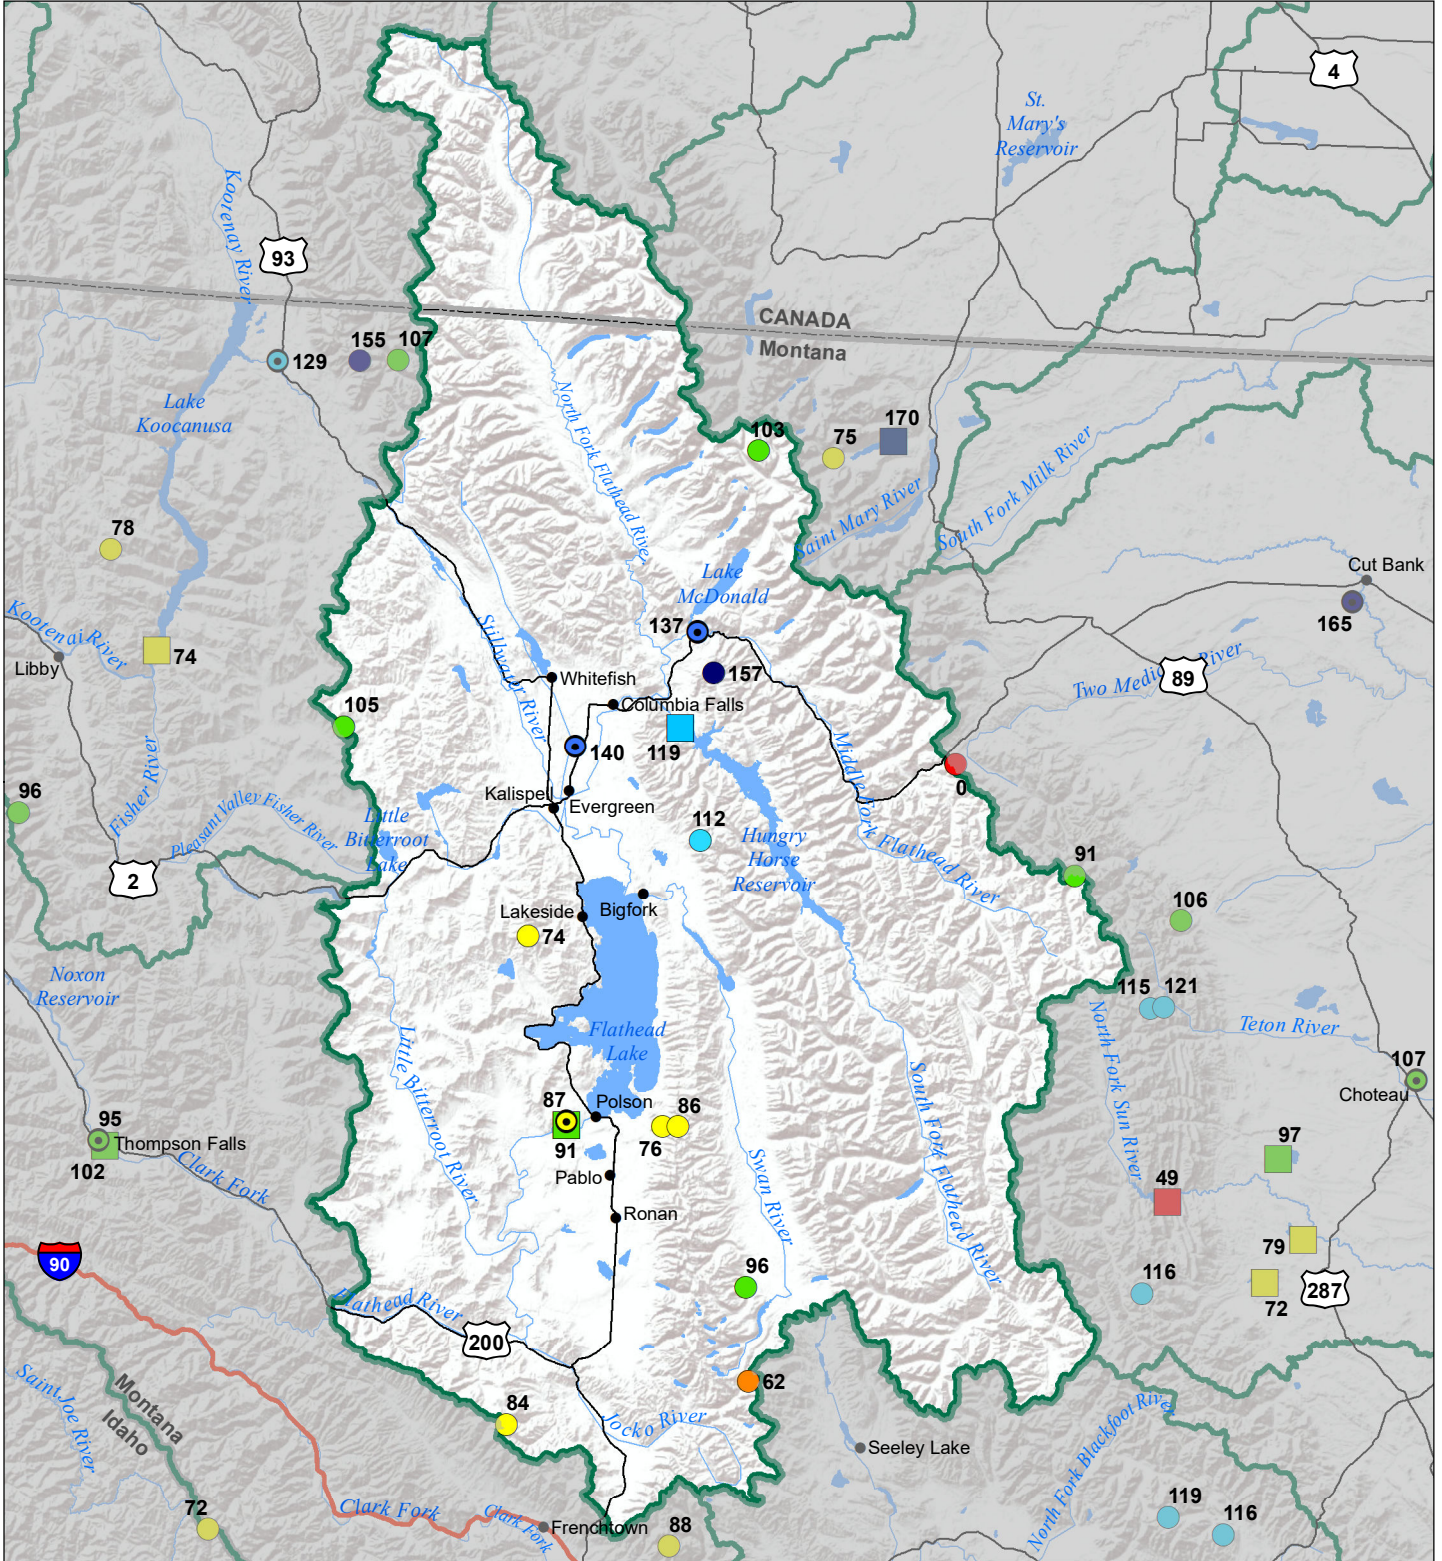 4
St.
Mary's
Reservoir
Kootenay River
93
CANADA
Montana
129
155
107
Lake
Koocanusa
North Fork Flathead River
103
75
170
South Fork Milk River
Saint Mary River
78
Cut Bank
165
Lake
McDonald
Kootenai River
Libby
74
137
157
Stillwater River
Whitefish
Columbia Falls
119
Two Medicine River
89
105
140
Middle Fork Flathead River
0
Fisher River
96
Pleasant Valley Fisher River
Kalispell
Evergreen
Little
Bitterroot
Lake
112
Hungry
Horse
Reservoir
2
91
106
Lakeside
Bigfork
74
Noxon
Reservoir
115
121
North Fork Sun River
Teton River
Flathead
Lake
Little Bitterroot River
South Fork Flathead River
107
Choteau
87
91
Polson
86
76
95
102
Thompson Falls
Clark Fork
Pablo
Swan River
97
49
Ronan
79
90
96
116
72
287
Flathead River
200
62
Saint Joe River
Montana
Idaho
84
Jocko River
North Fork Blackfoot River
Seeley Lake
72
Clark Fork
Clark Fork
Frenchtown
88
119
116